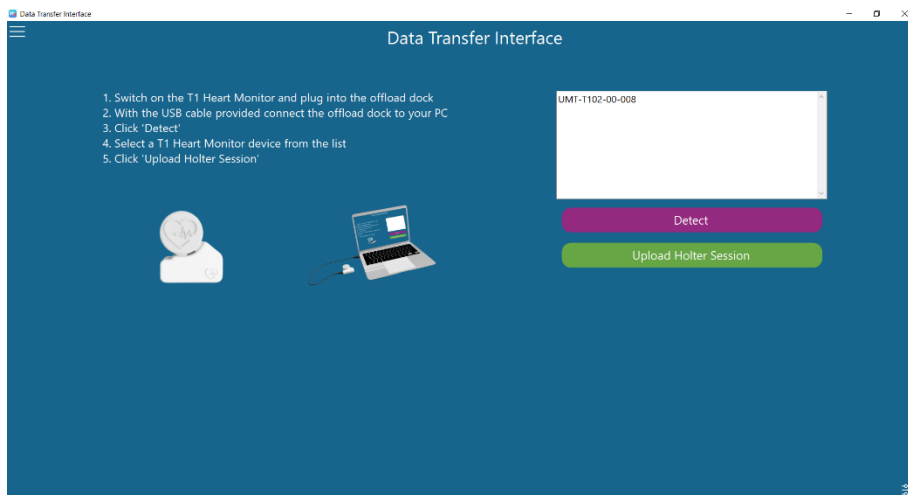 Data Transfer Interface
Data Transfer Interface
1. Switch on the T1 Heart Monitor and plug into the offload dock
2. With the USB cable provided connect the offload dock to your PC
3. Click 'Detect'
4. Select a T1 Heart Monitor device from the list
5. Click 'Upload Holter Session'
UMT-T102-00-008
Detect
Upload Holter Session